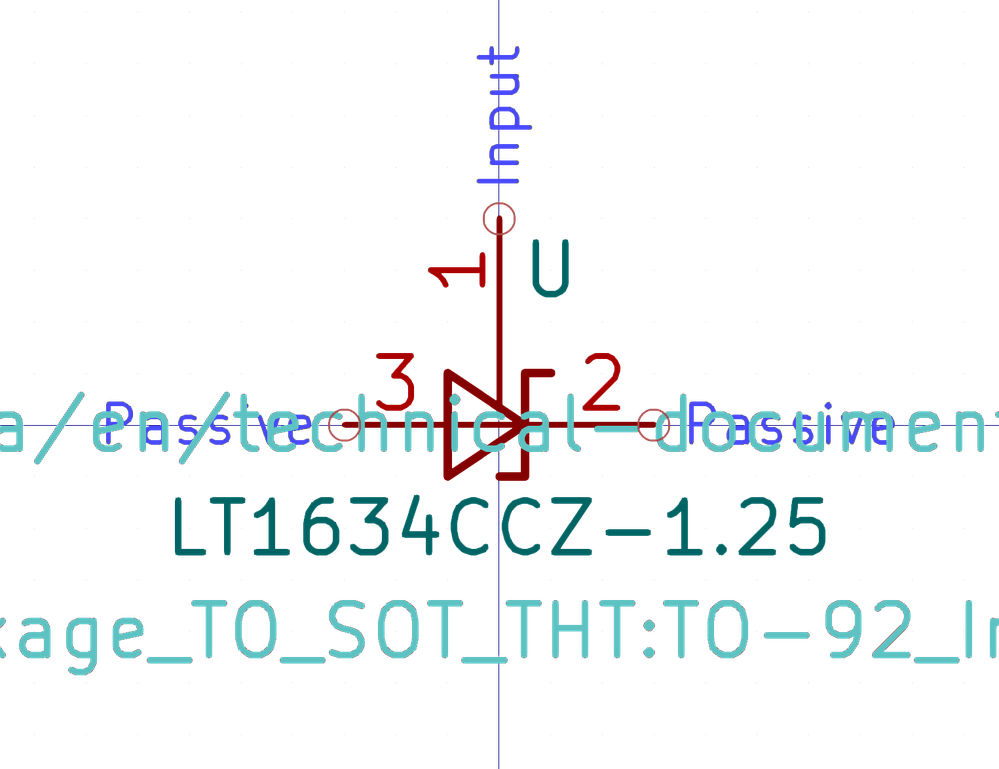 Input
1
U
3
2
Passive
a/en/technical-document
Passive
LT1634CCZ-1.25
kage_TO_SOT_THT:TO-92_In